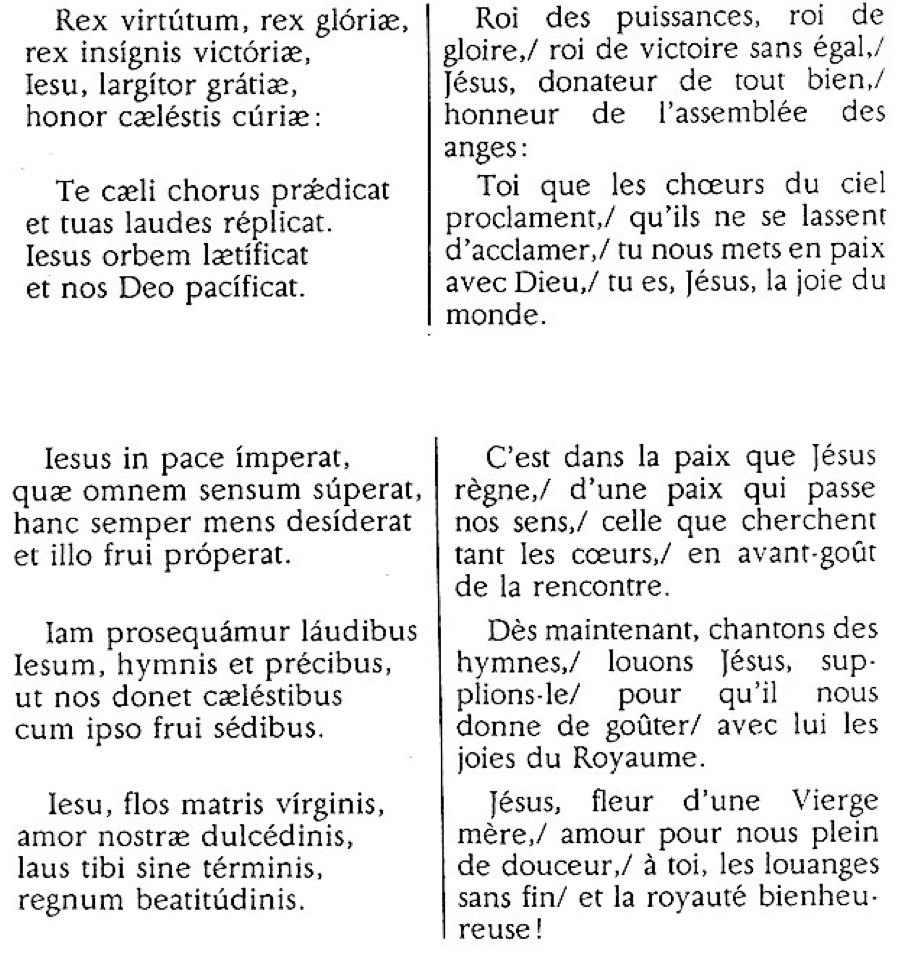 Rex virtútum, rex glóriæ,
rex insígnis victóriæ,
Iesu, largítor grátiæ,
honor cæléstis cúriæ:
Te cæli chorus prǽdicat
et tuas laudes réplicat.
Iesus orbem lætíficat
et nos Deo pacíficat.
Roi des puissances, roi de
gloire,/ roi de victoire sans égal,/
Jésus, donateur de tout bien,/
honneur de l'assemblée des
anges:
Toi que les chœurs du ciel
proclament,/ qu'ils ne se lassent
d'acclamer,/ tu nous mets en paix
avec Dieu,/ tu es, Jésus, la joie du
monde.
Iesus in pace ímperat,
quæ omnem sensum súperat,
hanc semper mens desíderat
et illo frui próperat.
Iam prosequámur láudibus
Iesum, hymnis et précibus,
ut nos donet cæléstibus
cum ipso frui sédibus.
Iesu, flos matris vírginis,
amor nostræ dulcédinis,
laus tibi sine términis,
regnum beatitúdinis.
C'est dans la paix que Jésus
règne,/ d'une paix qui passe
nos sens,/ celle que cherchent
tant les cœurs,/ en avant-goût
de la rencontre.
Dès maintenant, chantons des
hymnes,/ louons Jésus, sup-
plions-le/ pour qu'il nous
donne de goûter/ avec lui les
joies du Royaume.
Jésus, fleur d'une Vierge
mère,/ amour pour nous plein
de douceur,/ à toi, les louanges
sans fin/ et la royauté bienheu-
reuse!